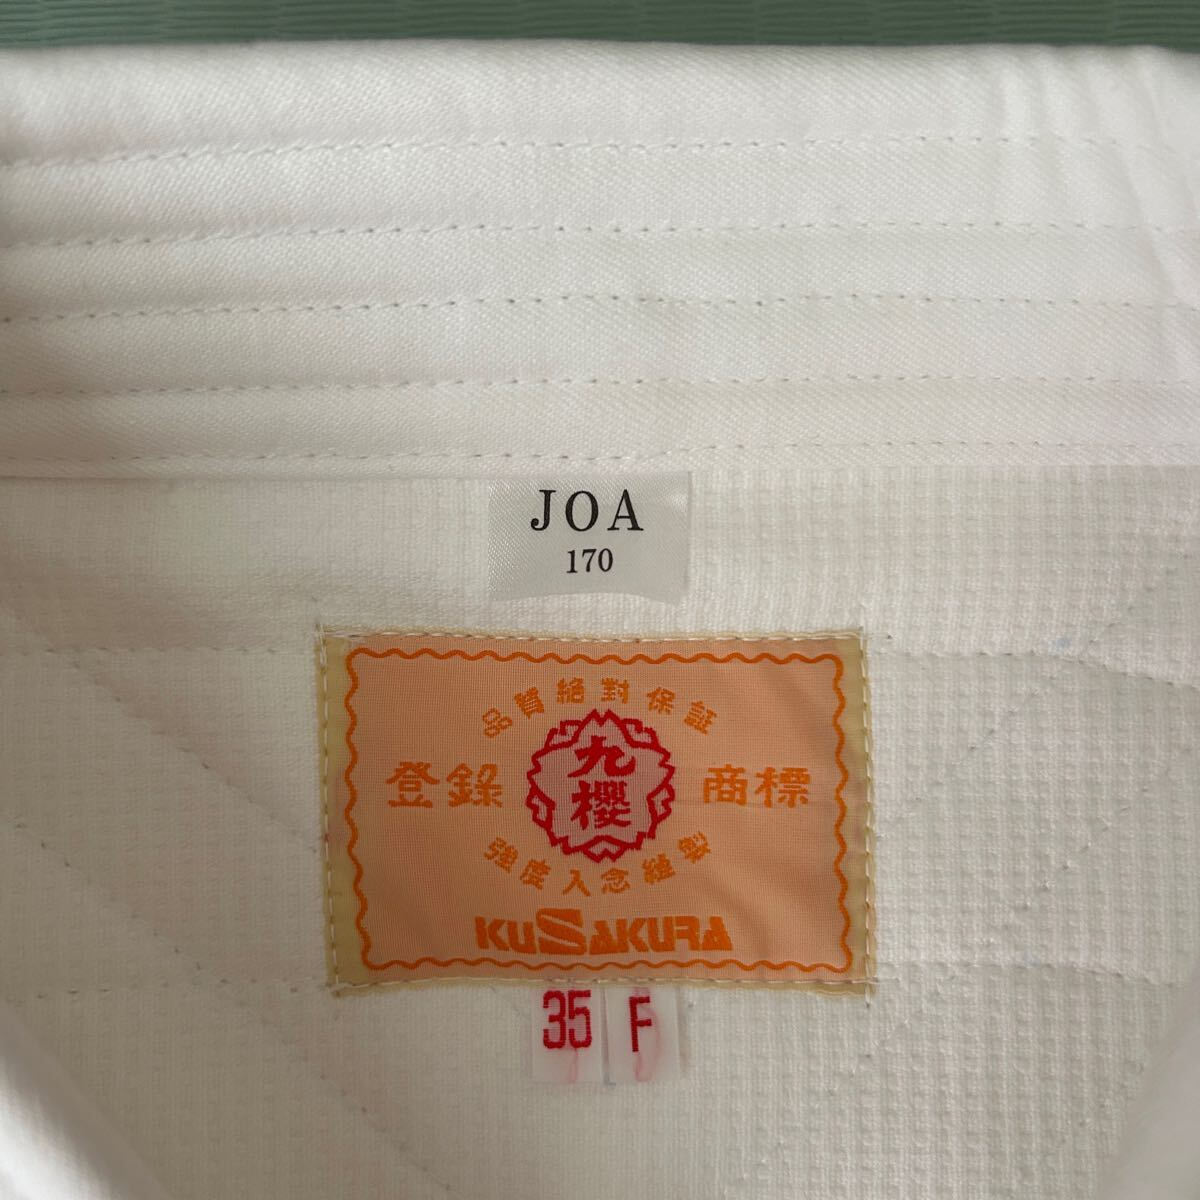 JOA
170
品質絶対保証
登録 九櫻 商標
強度入念縫製
KUSAKURA
35 F